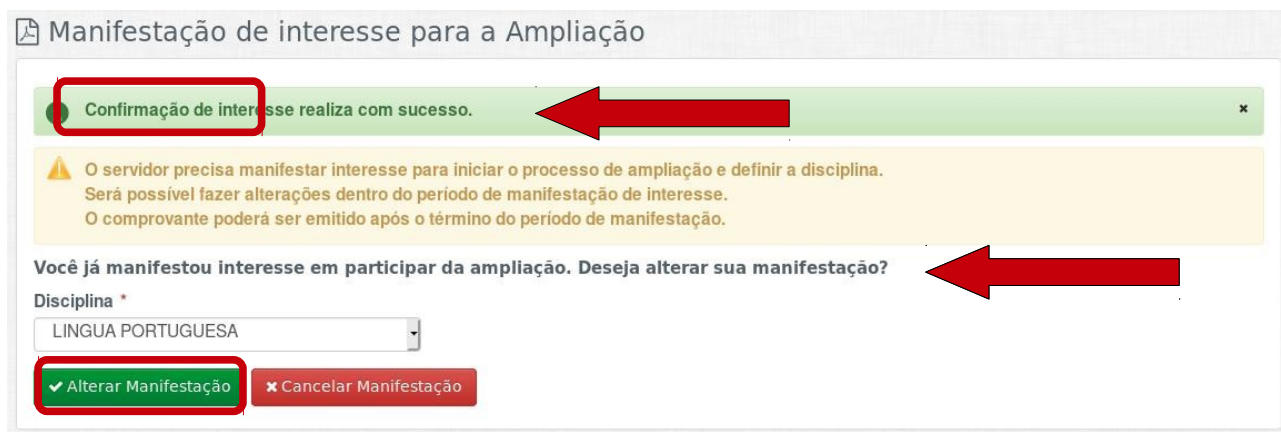 Manifestação de interesse para a Ampliação
Confirmação de interesse realiza com sucesso.
O servidor precisa manifestar interesse para iniciar o processo de ampliação e definir a disciplina.
Será possível fazer alterações dentro do período de manifestação de interesse.
O comprovante poderá ser emitido após o término do período de manifestação.
Você já manifestou interesse em participar da ampliação. Deseja alterar sua manifestação?
Disciplina *
LINGUA PORTUGUESA
Alterar Manifestação Cancelar Manifestação